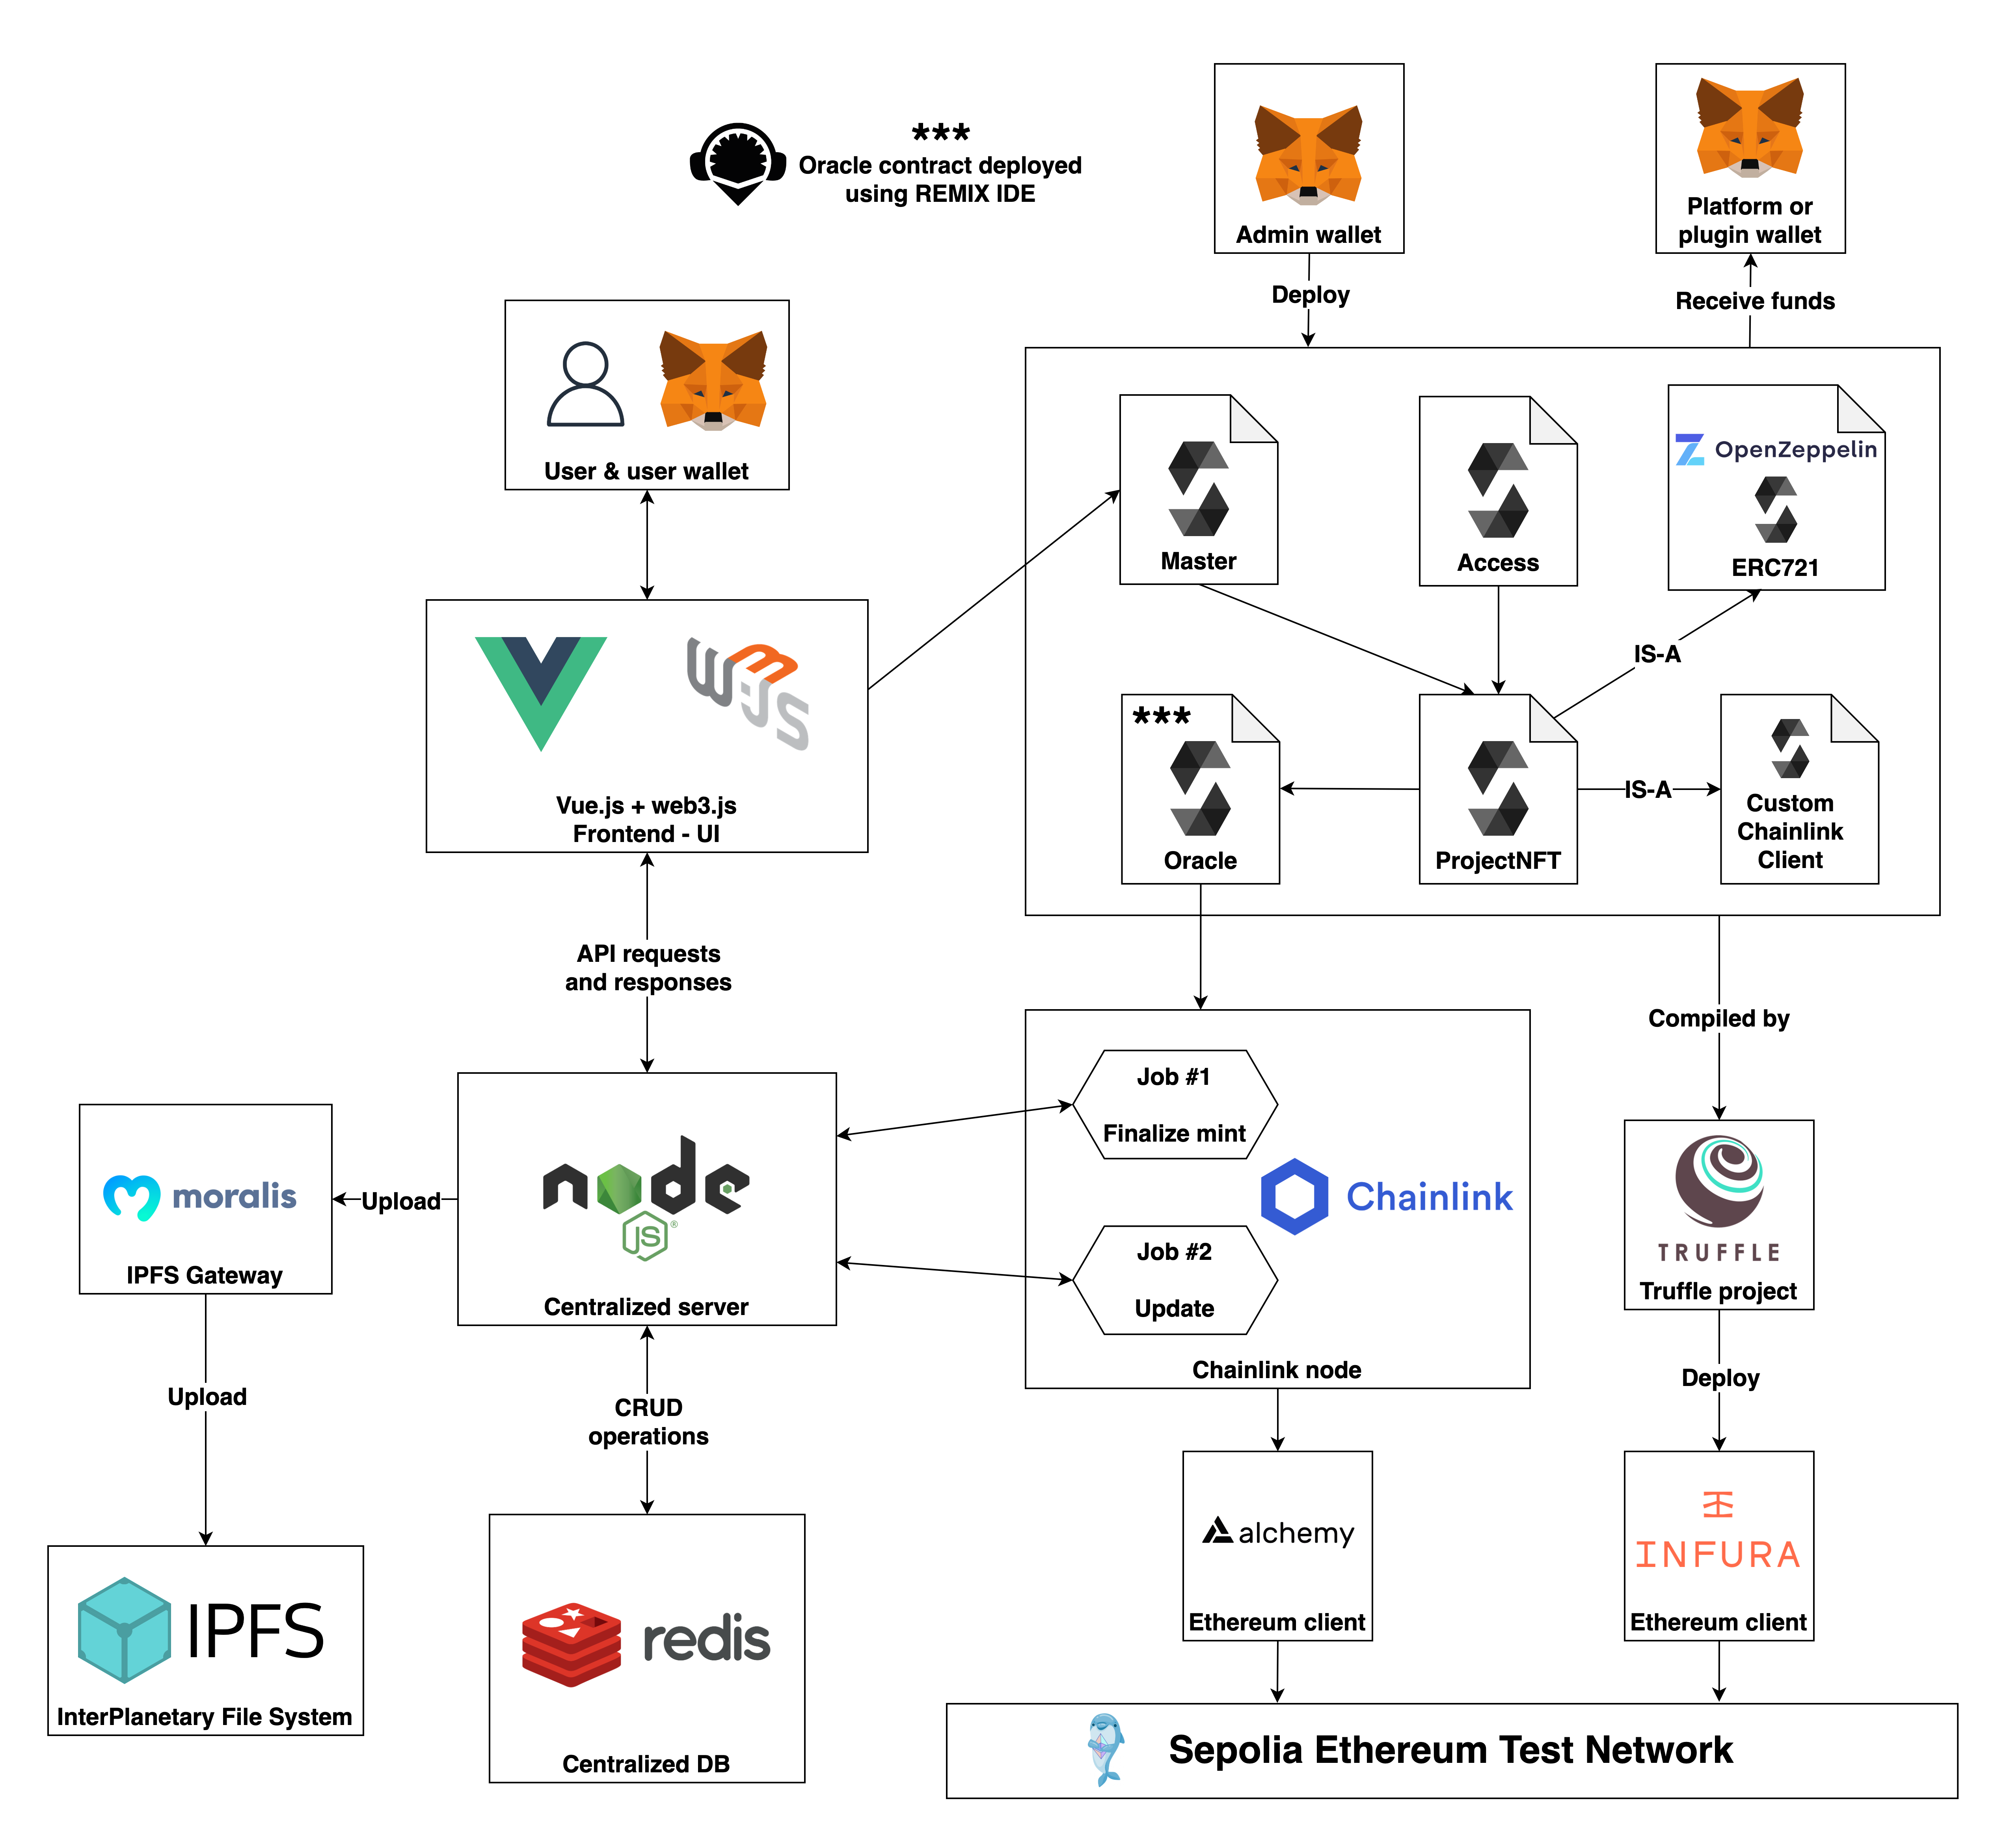 ***
Oracle contract deployed
using REMIX IDE
Admin wallet
Platform or
plugin wallet
Deploy
Receive funds
User & user wallet
Master
Access
OpenZeppelin
ERC721
IS-A
W3JS
Vue.js + web3.js
Frontend - UI
***
Oracle
ProjectNFT
IS-A
Custom
Chainlink
Client
API requests
and responses
Compiled by
Job #1
Finalize mint
Chainlink
Job #2
Update
Chainlink node
node
JS®
Centralized server
Upload
moralis
IPFS Gateway
TRUFFLE
Truffle project
Upload
CRUD
operations
Deploy
alchemy
Ethereum client
INFURA
Ethereum client
IPFS
InterPlanetary File System
redis
Centralized DB
Sepolia Ethereum Test Network